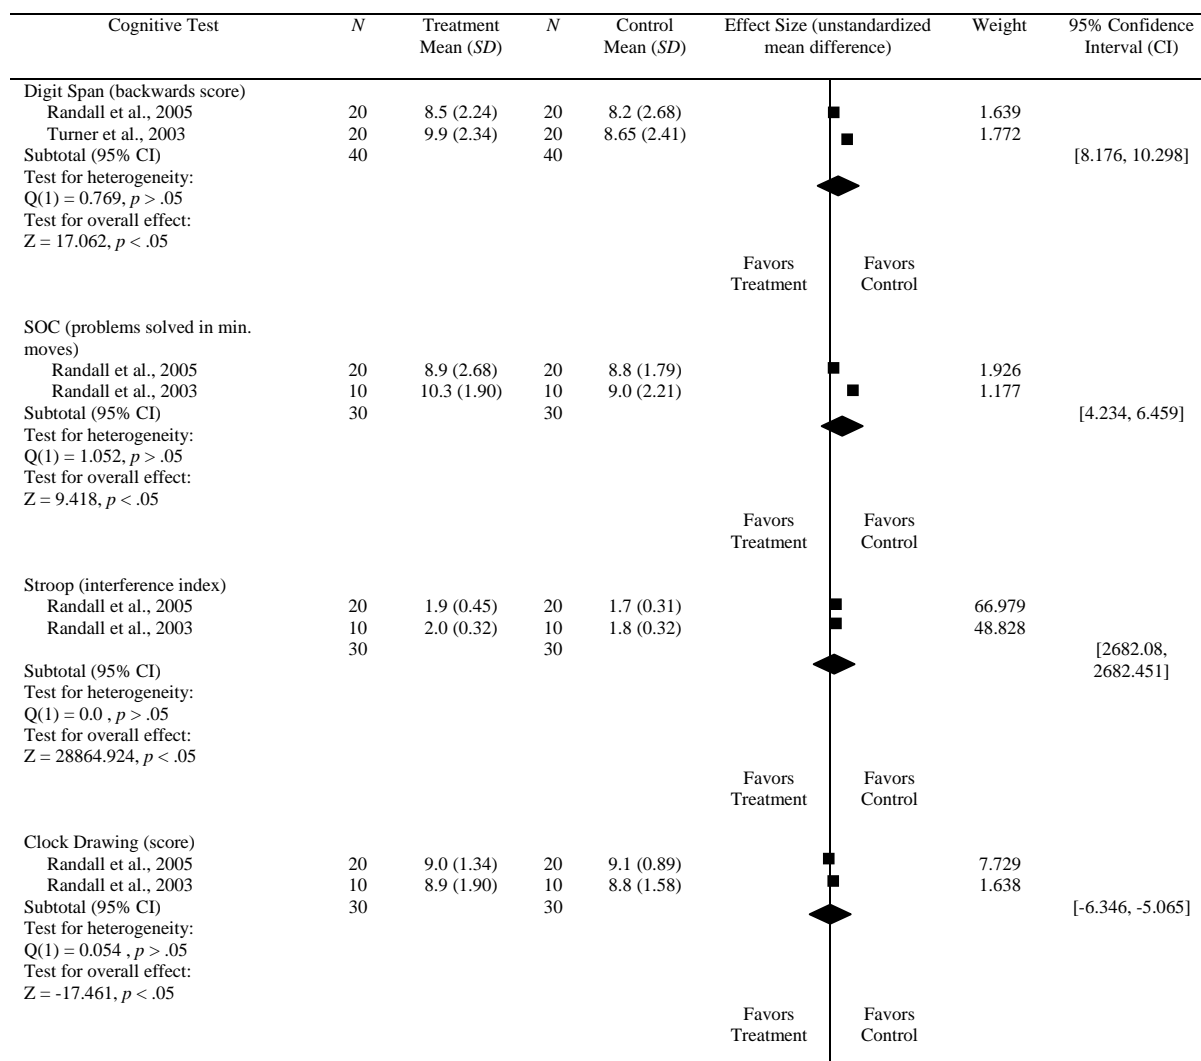 Cognitive Test N Treatment N Control Effect Size (unstandardized Weight 95% Confidence
Mean (SD) Mean (SD) mean difference) Interval (CI)
Digit Span (backwards score)
Randall et al., 2005 20 8.5 (2.24) 20 8.2 (2.68) 1.639
Turner et al., 2003 20 9.9 (2.34) 20 8.65 (2.41) 1.772
Subtotal (95% CI) 40 40 [8.176, 10.298]
Test for heterogeneity:
Q(1) = 0.769, p > .05
Test for overall effect:
Z = 17.062, p < .05
Favors Favors
Treatment Control
SOC (problems solved in min.
moves)
Randall et al., 2005 20 8.9 (2.68) 20 8.8 (1.79) 1.926
Randall et al., 2003 10 10.3 (1.90) 10 9.0 (2.21) 1.177
Subtotal (95% CI) 30 30 [4.234, 6.459]
Test for heterogeneity:
Q(1) = 1.052, p > .05
Test for overall effect:
Z = 9.418, p < .05
Favors Favors
Treatment Control
Stroop (interference index)
Randall et al., 2005 20 1.9 (0.45) 20 1.7 (0.31) 66.979
Randall et al., 2003 10 2.0 (0.32) 10 1.8 (0.32) 48.828
30 30 [2682.08,
Subtotal (95% CI) 2682.451]
Test for heterogeneity:
Q(1) = 0.0 , p > .05
Test for overall effect:
Z = 28864.924, p < .05
Favors Favors
Treatment Control
Clock Drawing (score)
Randall et al., 2005 20 9.0 (1.34) 20 9.1 (0.89) 7.729
Randall et al., 2003 10 8.9 (1.90) 10 8.8 (1.58) 1.638
Subtotal (95% CI) 30 30 [-6.346, -5.065]
Test for heterogeneity:
Q(1) = 0.054 , p > .05
Test for overall effect:
Z = -17.461, p < .05
Favors Favors
Treatment Control